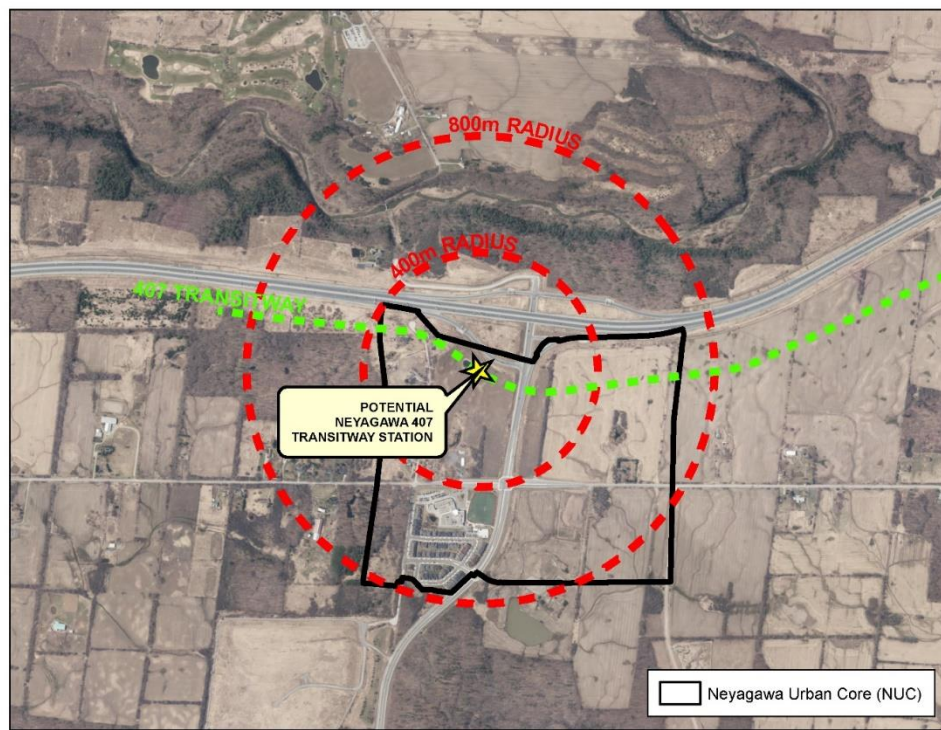 800m RADIUS
400m RADIUS
407 TRANSITWAY
POTENTIAL
NEYAGAWA 407
TRANSITWAY STATION
Neyagawa Urban Core (NUC)